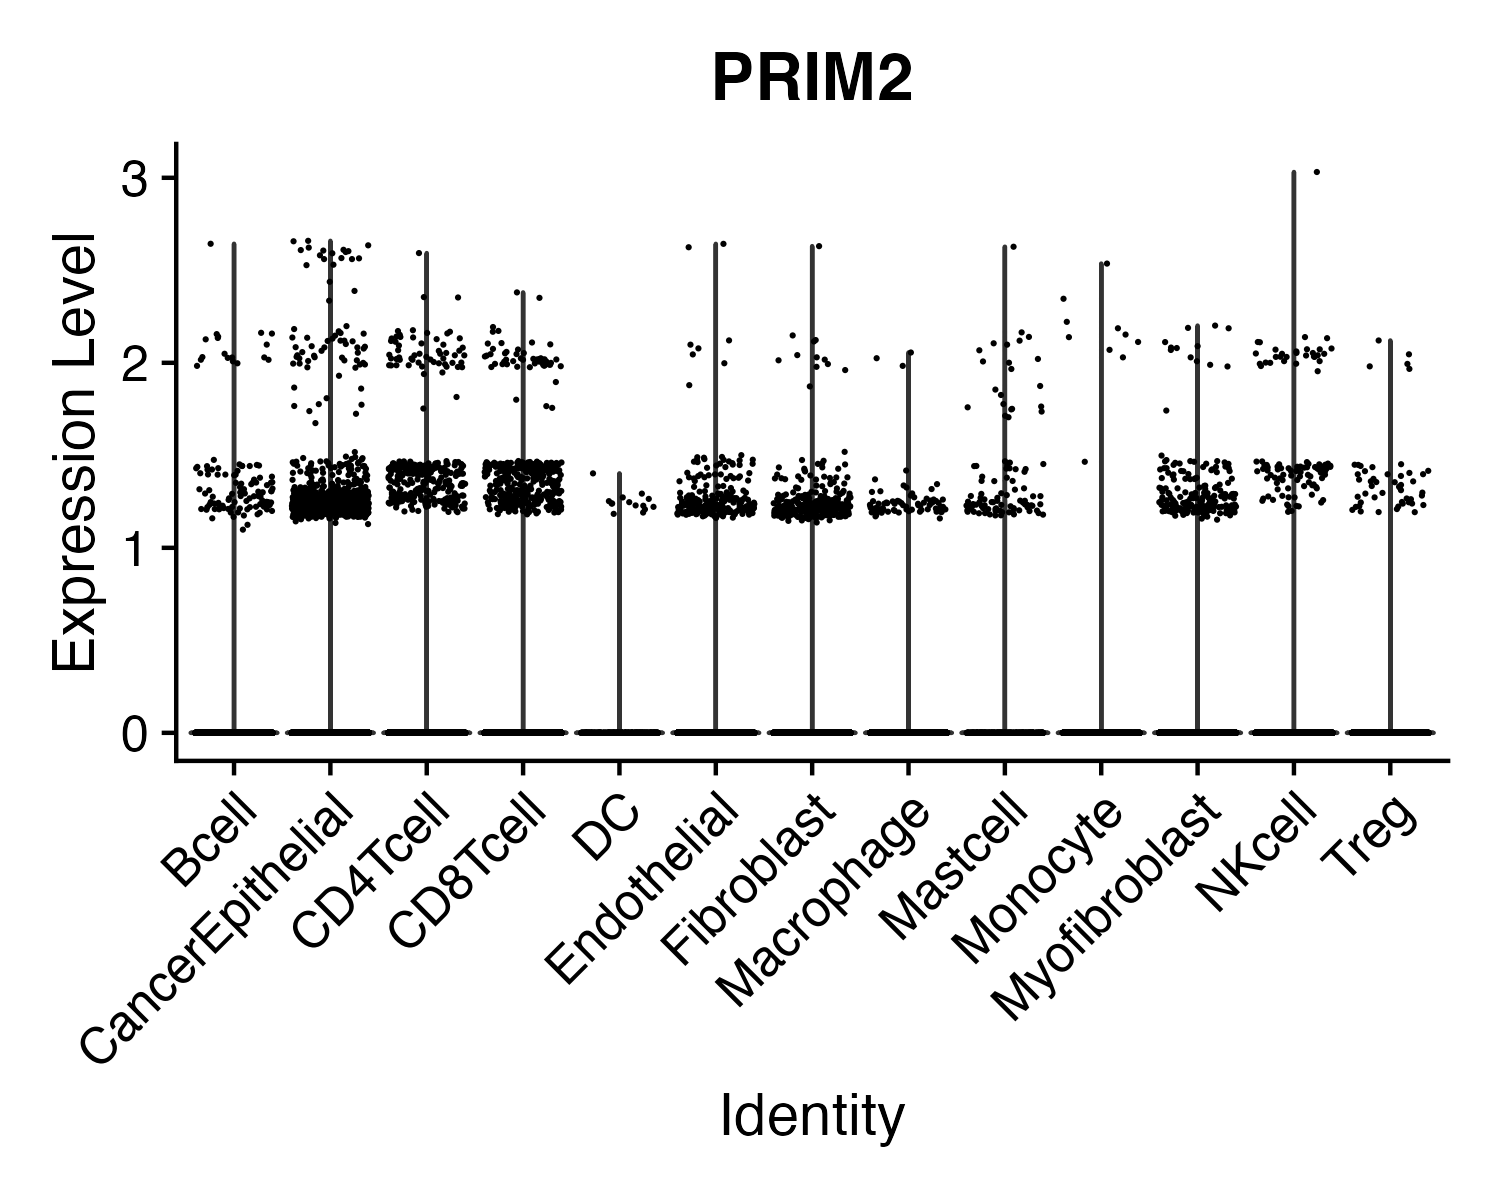 PRIM2
Expression Level
3
2
1
0
Bcell
CancerEpithelial
CD4Tcell
CD8Tcell
DC
Endothelial
Fibroblast
Macrophage
Mastcell
Monocyte
Myofibroblast
NKcell
Treg
Identity